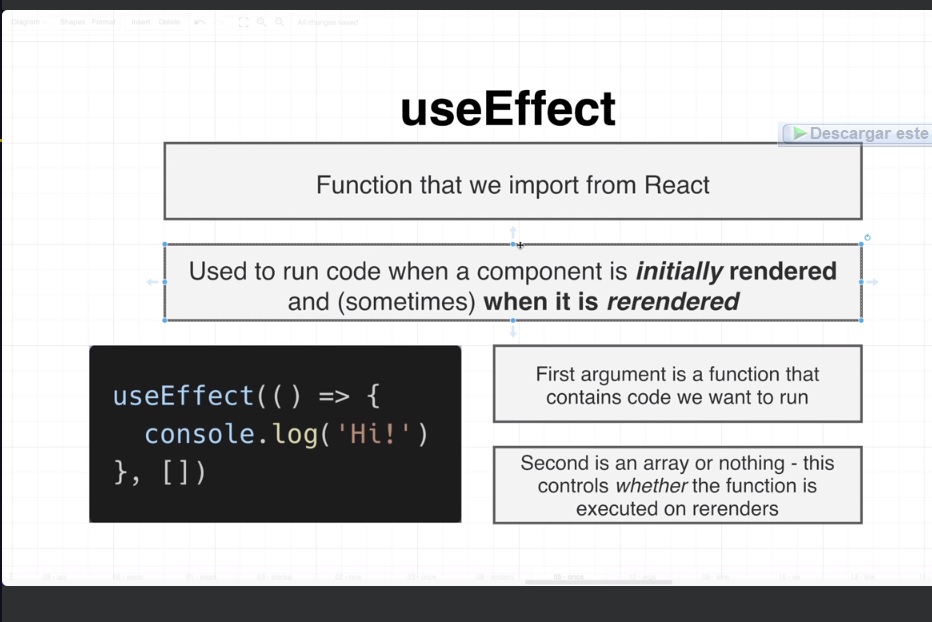 Diagram Shapes Format Insert Delete All changes saved
useEffect
Descargar este
Function that we import from React
Used to run code when a component is initially rendered
and (sometimes) when it is rerendered
useEffect(() => {
console.log('Hi!')
}, [])
First argument is a function that
contains code we want to run
Second is an array or nothing - this
controls whether the function is
executed on rerenders